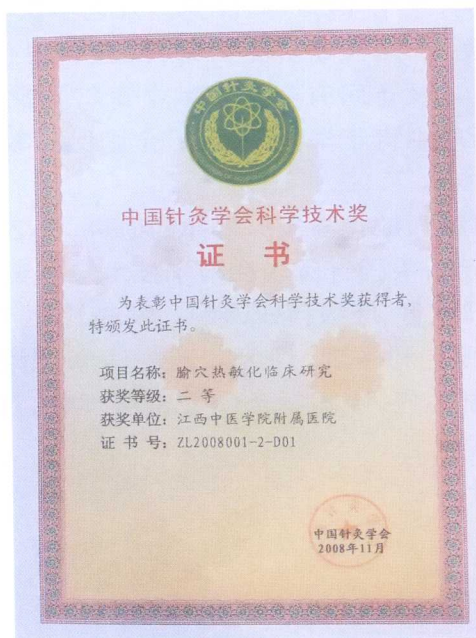 中国针灸学会
中国针灸学会科学技术奖
证 书
为表彰中国针灸学会科学技术奖获得者，
特颁发此证书。
项目名称：腧穴热敏化临床研究
获奖等级：二 等
获奖单位：江西中医学院附属医院
证 书 号：ZL2008001-2-D01
中国针灸学会
2008年11月